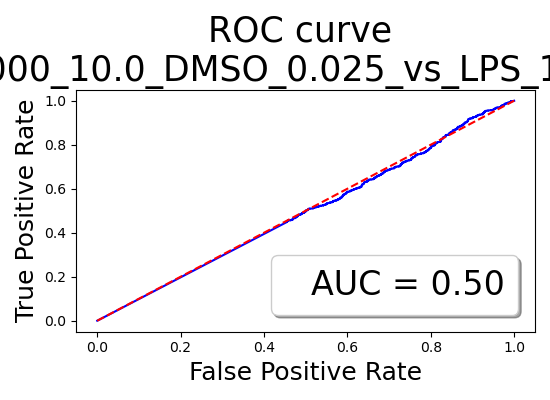 ROC curve
000_10.0_DMSO_0.025_vs_LPS_1
1.0
0.8
0.6
0.4
0.2
0.0
True Positive Rate
AUC = 0.50
0.0 0.2 0.4 0.6 0.8 1.0
False Positive Rate